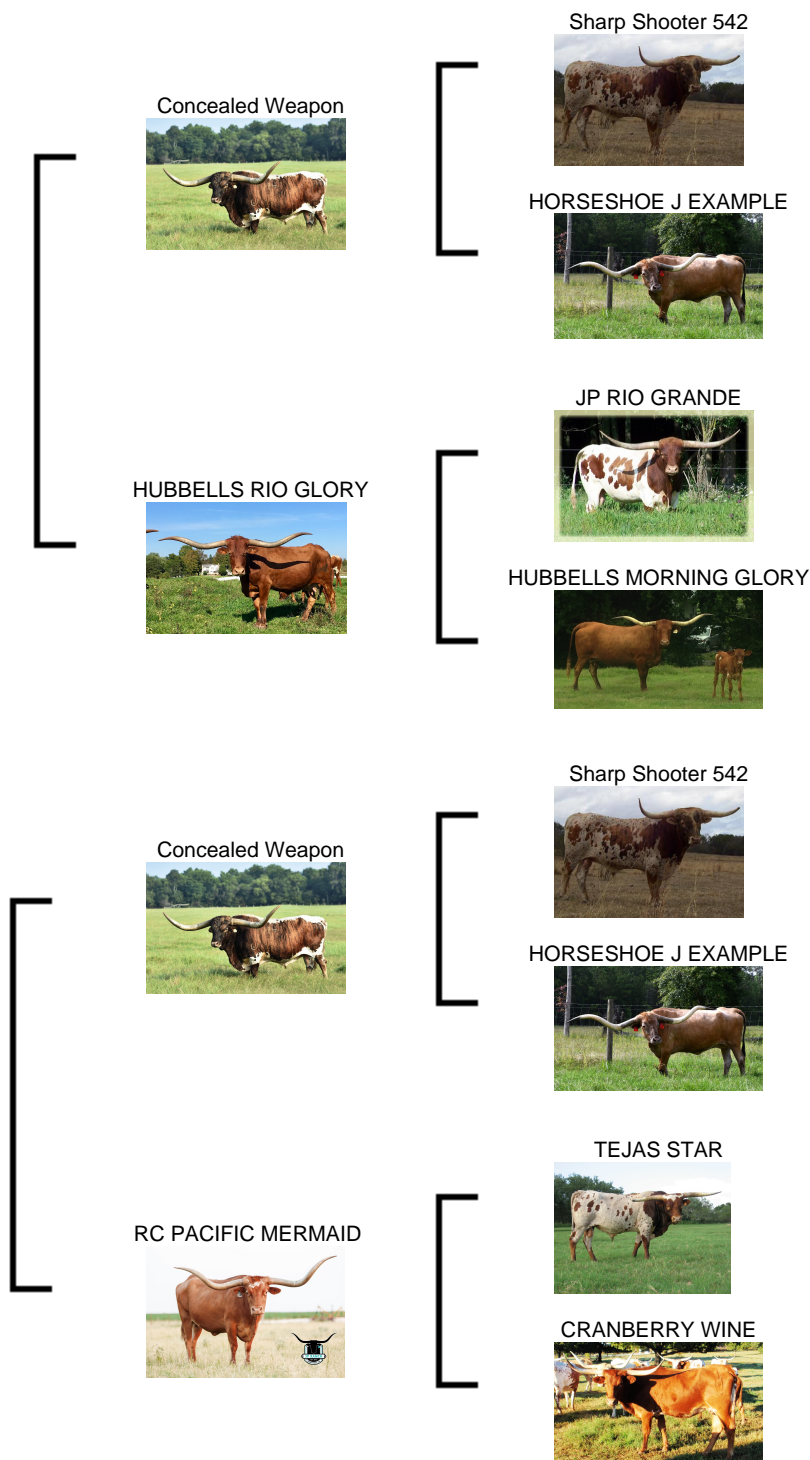 Sharp Shooter 542
Concealed Weapon
HORSESHOE J EXAMPLE
JP RIO GRANDE
HUBBELLS RIO GLORY
HUBBELLS MORNING GLORY
Sharp Shooter 542
Concealed Weapon
HORSESHOE J EXAMPLE
TEJAS STAR
RC PACIFIC MERMAID
CRANBERRY WINE